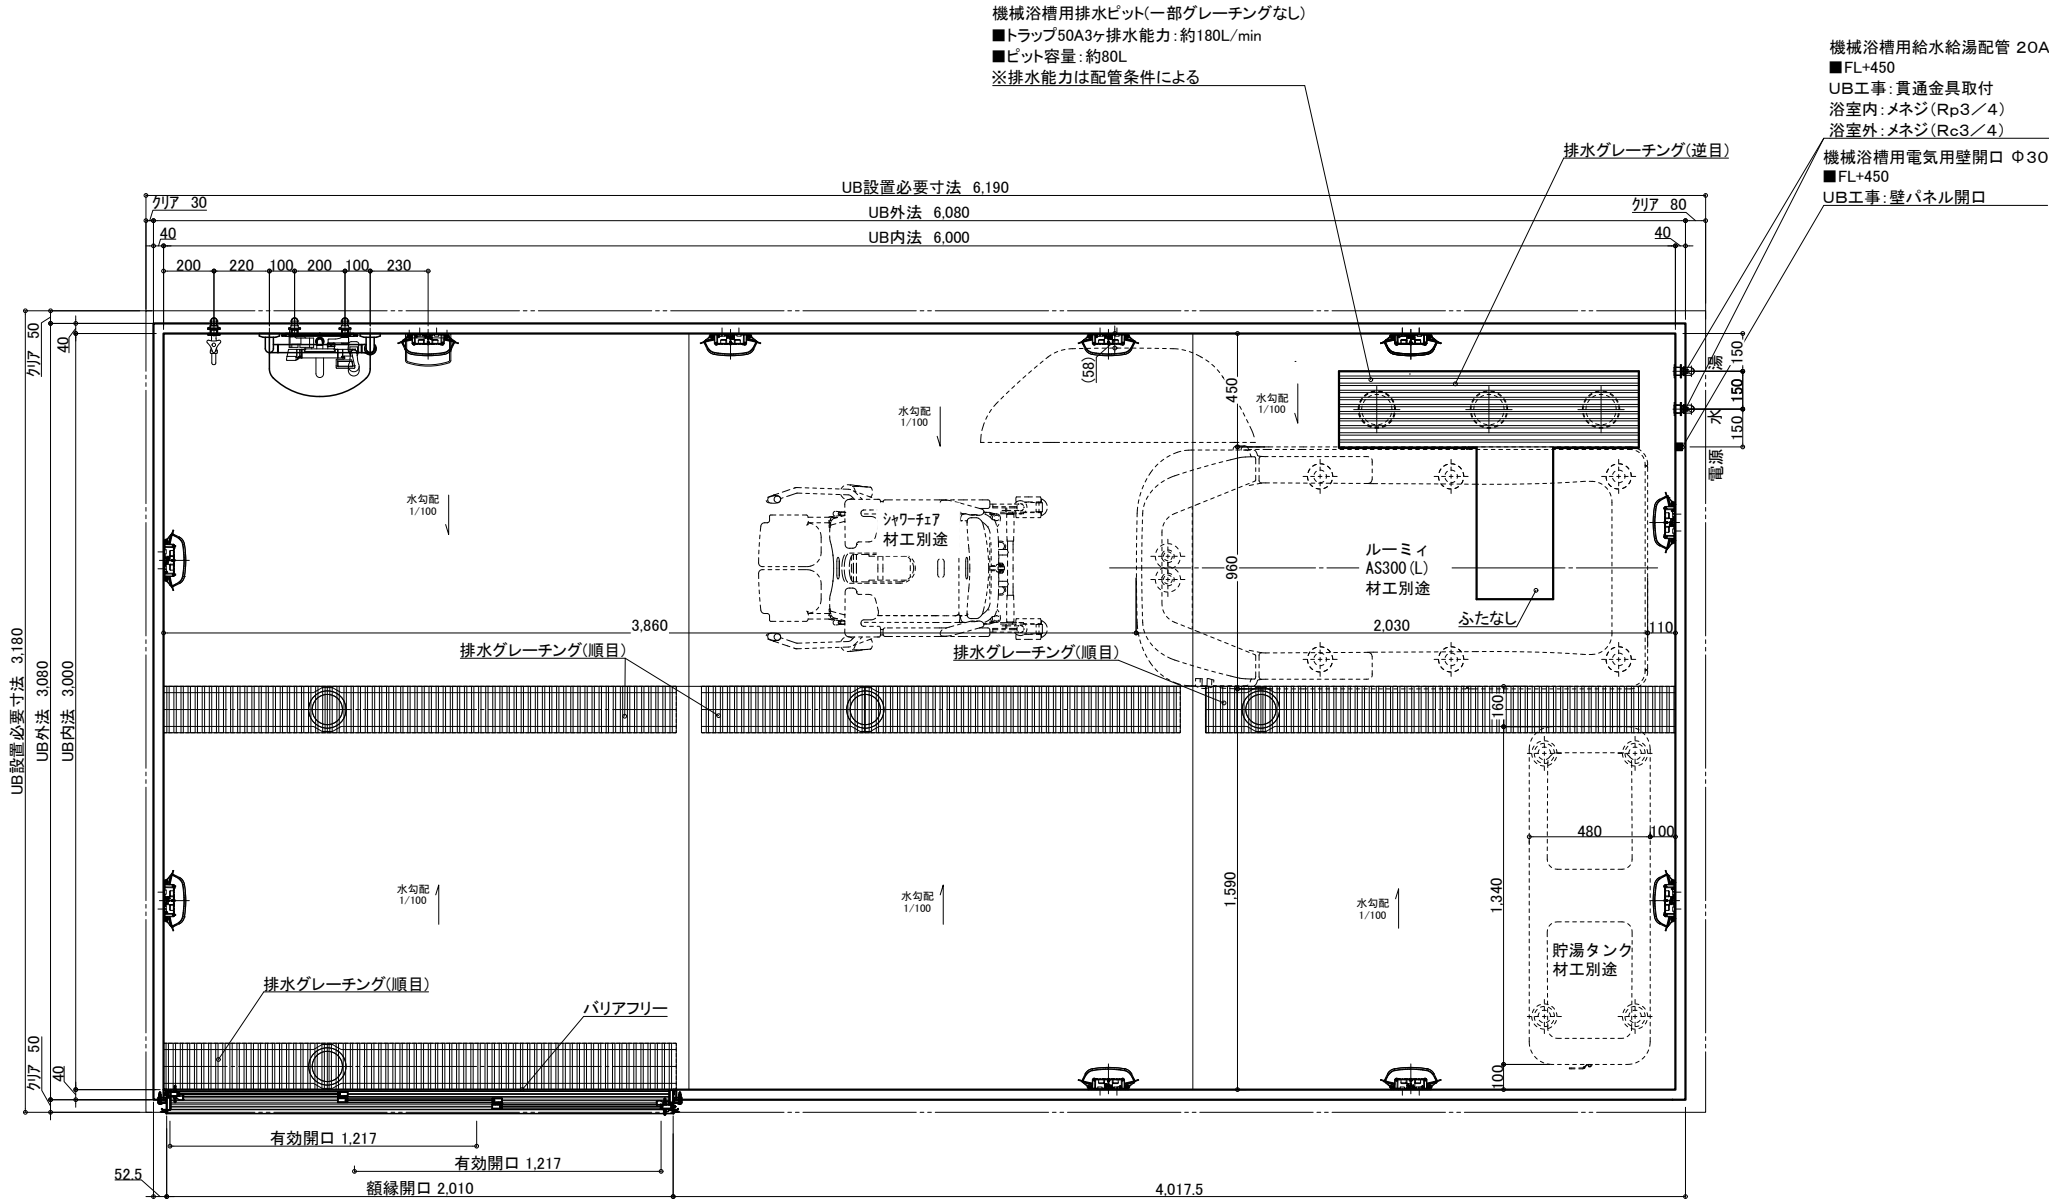 機械浴槽用排水ピット(一部グレーチングなし)
■トラップ50A3ヶ排水能力:約180L/min
■ピット容量:約80L
※排水能力は配管条件による
機械浴槽用給水給湯配管 20A
■FL+450
UB工事:貫通金具取付
浴室内:メネジ(Rp3/4)
浴室外:メネジ(Rc3/4)
機械浴槽用電気用壁開口 Φ30
■FL+450
UB工事:壁パネル開口
排水グレーチング(逆目)
UB設置必要寸法 6,190
クリア 30
UB外法 6,080
クリア 80
40
UB内法 6,000
40
200
220
100
200
100
230
クリア 50
40
(58)
450
湯
150
150
水
150
電源
水勾配
1/100
水勾配
1/100
水勾配
1/100
シャワーチェア
材工別途
ルーミィ
AS300(L)
材工別途
960
ふたなし
3,860
2,030
110
排水グレーチング(順目)
排水グレーチング(順目)
UB設置必要寸法 3,180
UB外法 3,080
UB内法 3,000
160
480
100
水勾配
1/100
水勾配
1/100
水勾配
1/100
1,590
1,340
貯湯タンク
材工別途
排水グレーチング(順目)
バリアフリー
クリア 50
40
100
有効開口 1,217
有効開口 1,217
52.5
額縁開口 2,010
4,017.5